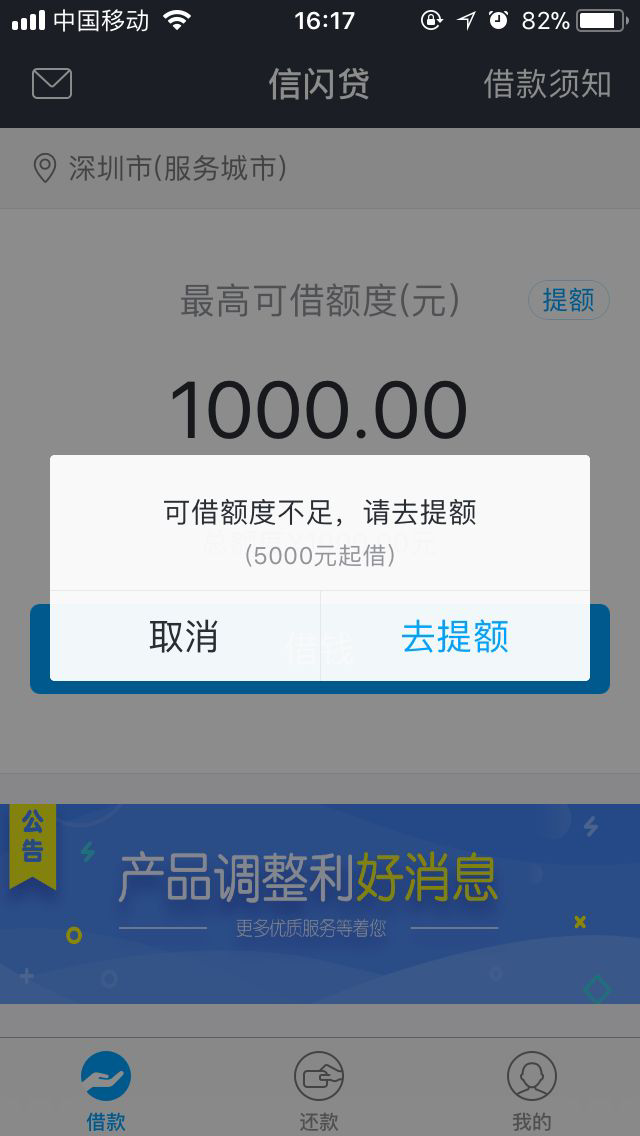 中国移动 16:17 82%
信闪贷 借款须知
深圳市(服务城市)
最高可借额度(元) 提额
1000.00
可借额度不足，请去提额
(5000元起借)
取消 去提额
借钱
公告
产品调整利好消息
更多优质服务等着您
借款 还款 我的